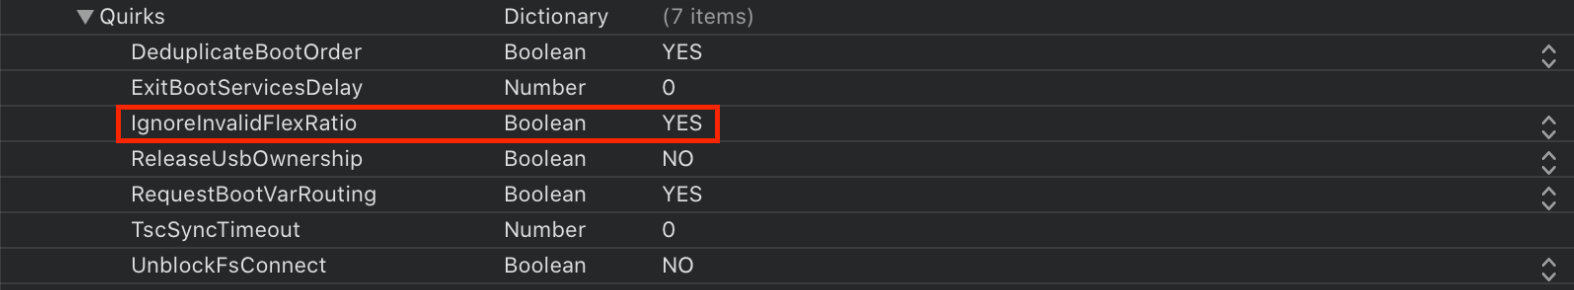 Quirks Dictionary (7 items)
DeduplicateBootOrder Boolean YES
ExitBootServicesDelay Number 0
IgnoreInvalidFlexRatio Boolean YES
ReleaseUsbOwnership Boolean NO
RequestBootVarRouting Boolean YES
TscSyncTimeout Number 0
UnblockFsConnect Boolean NO